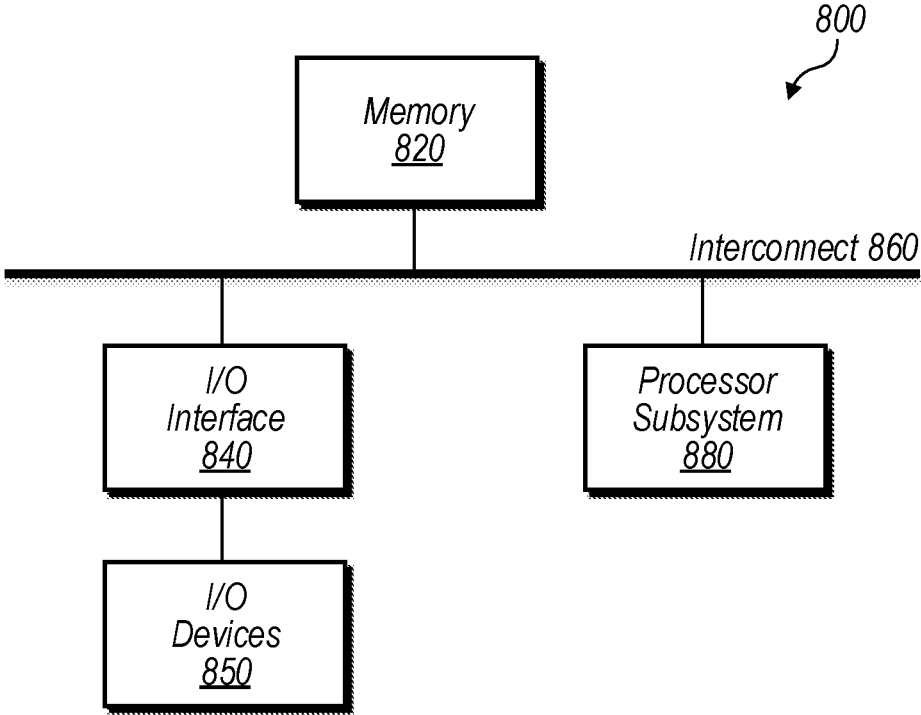 800
Memory
820
Interconnect 860
I/O
Interface
840
Processor
Subsystem
880
I/O
Devices
850